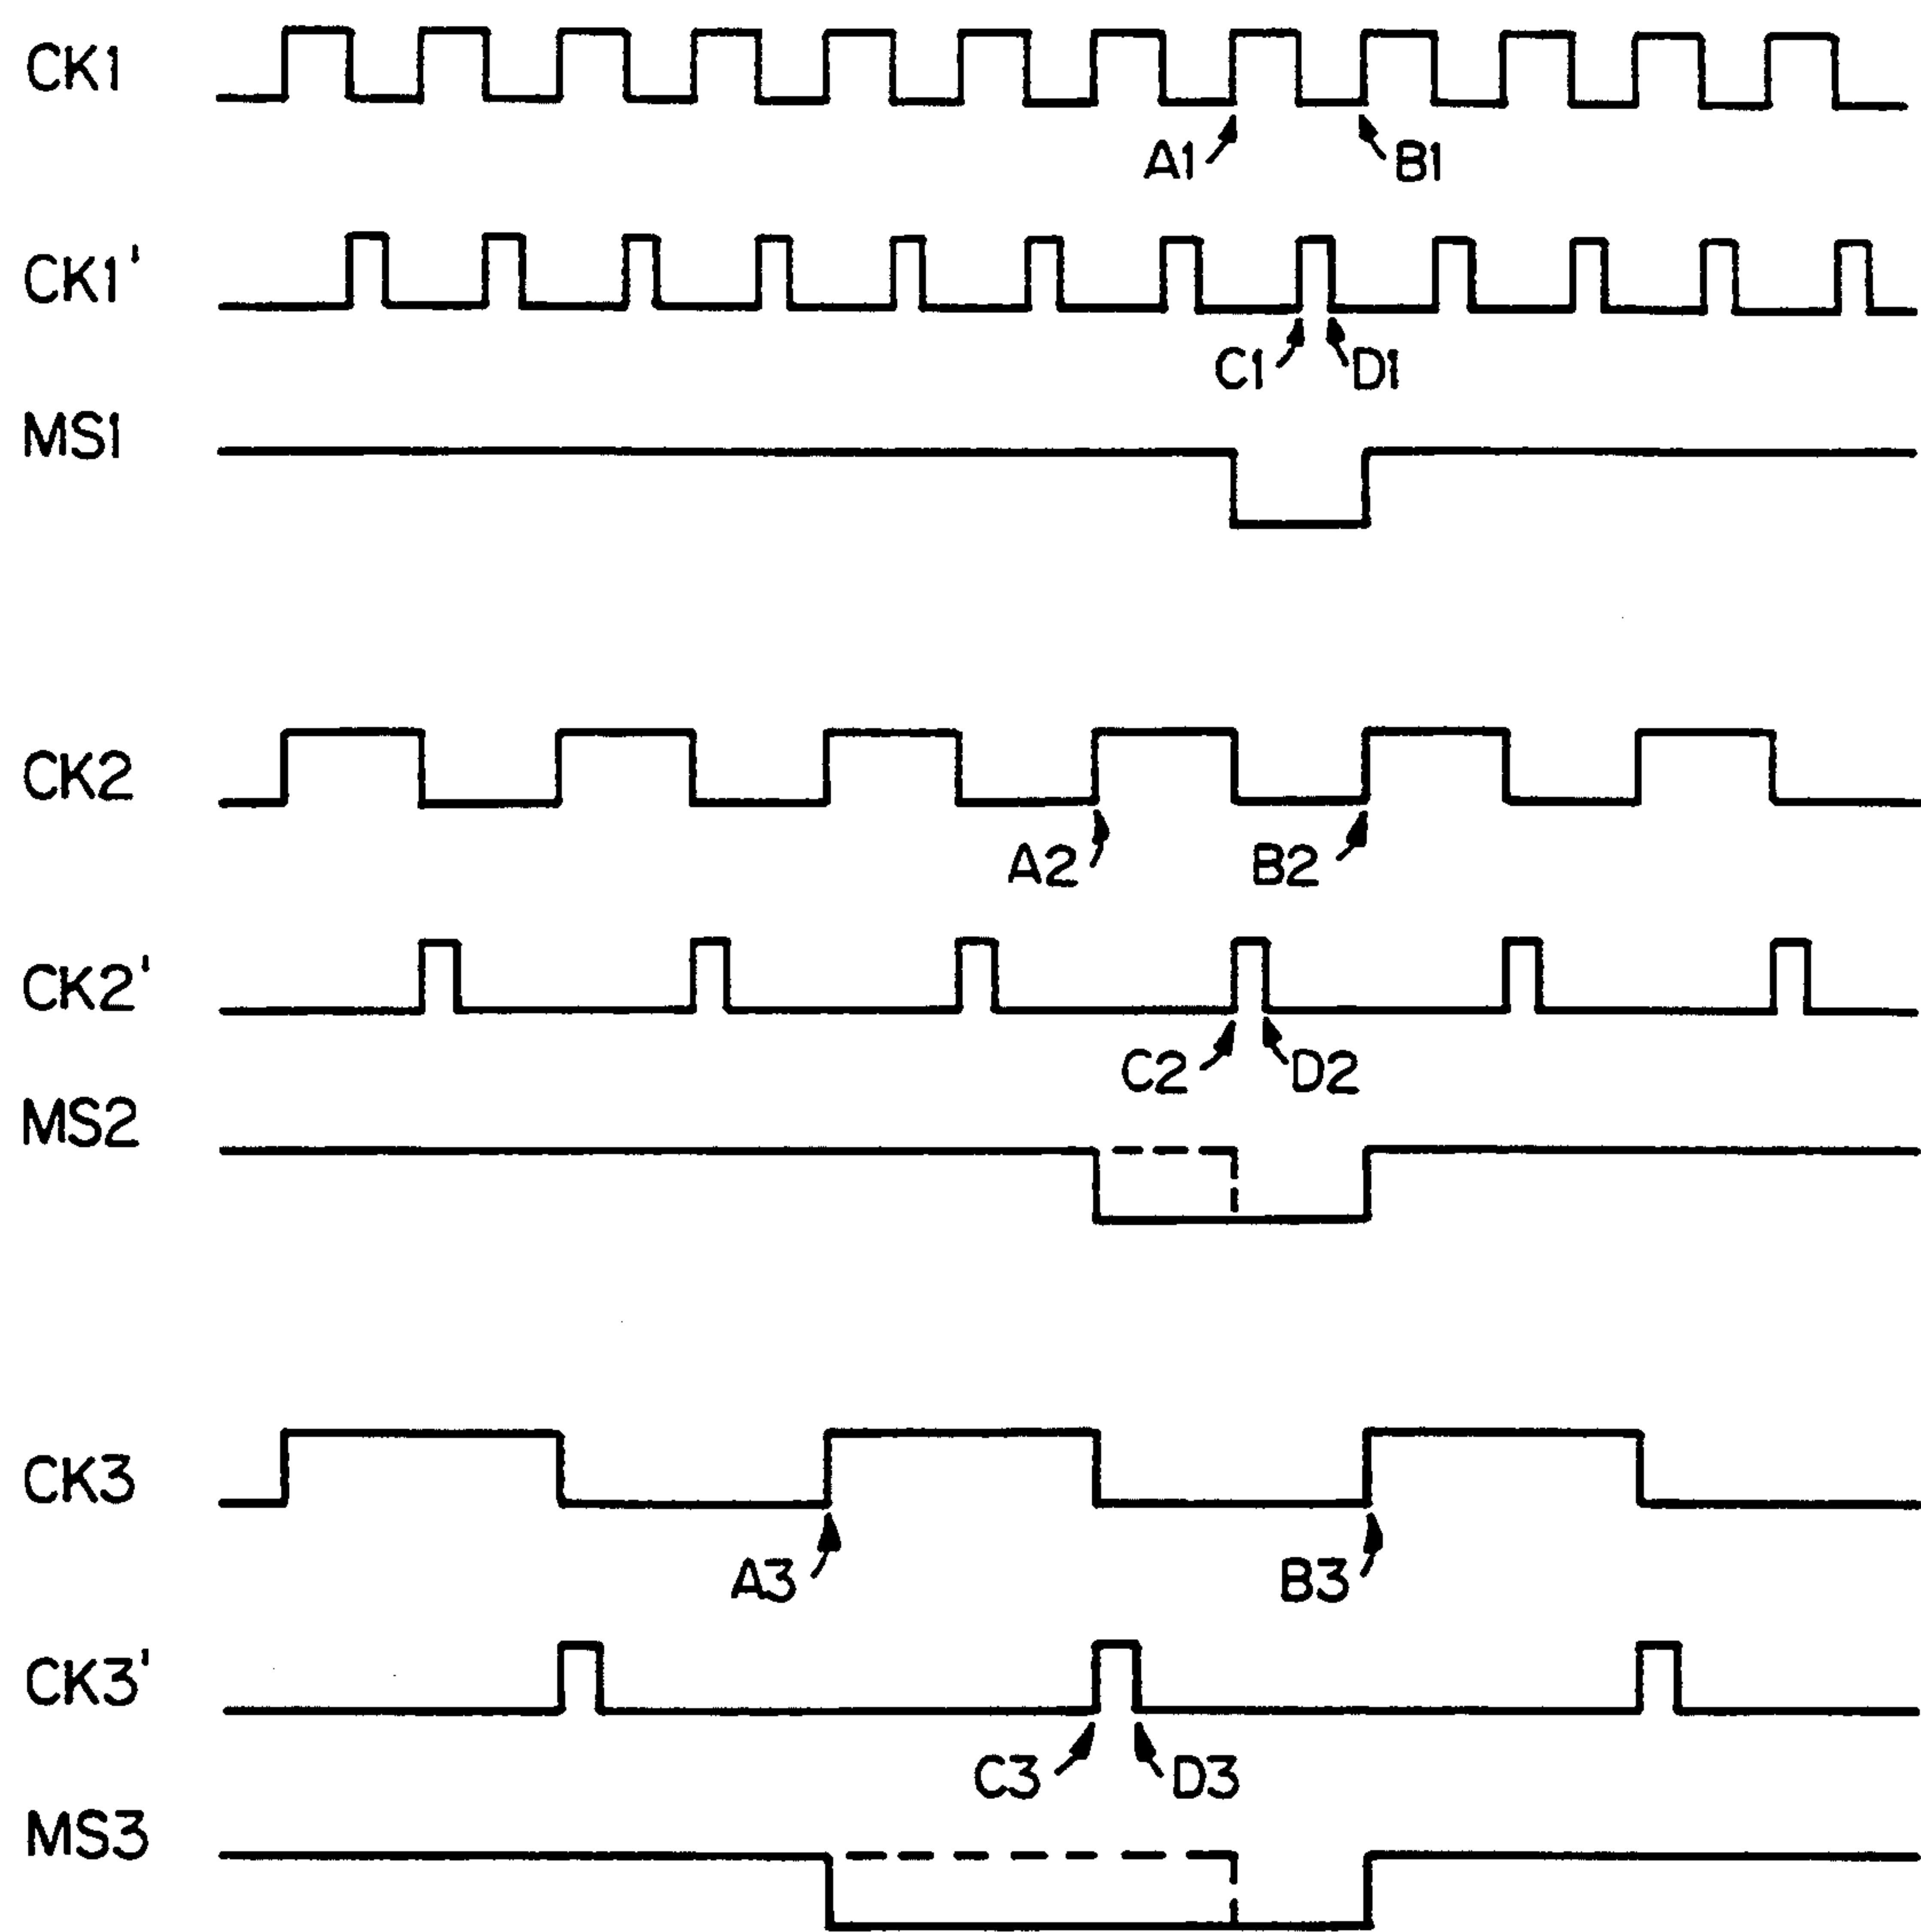 CK1
A1 B1
CK1'
C1 D1
MS1
CK2
A2 B2
CK2'
C2 D2
MS2
CK3
A3 B3
CK3'
C3 D3
MS3